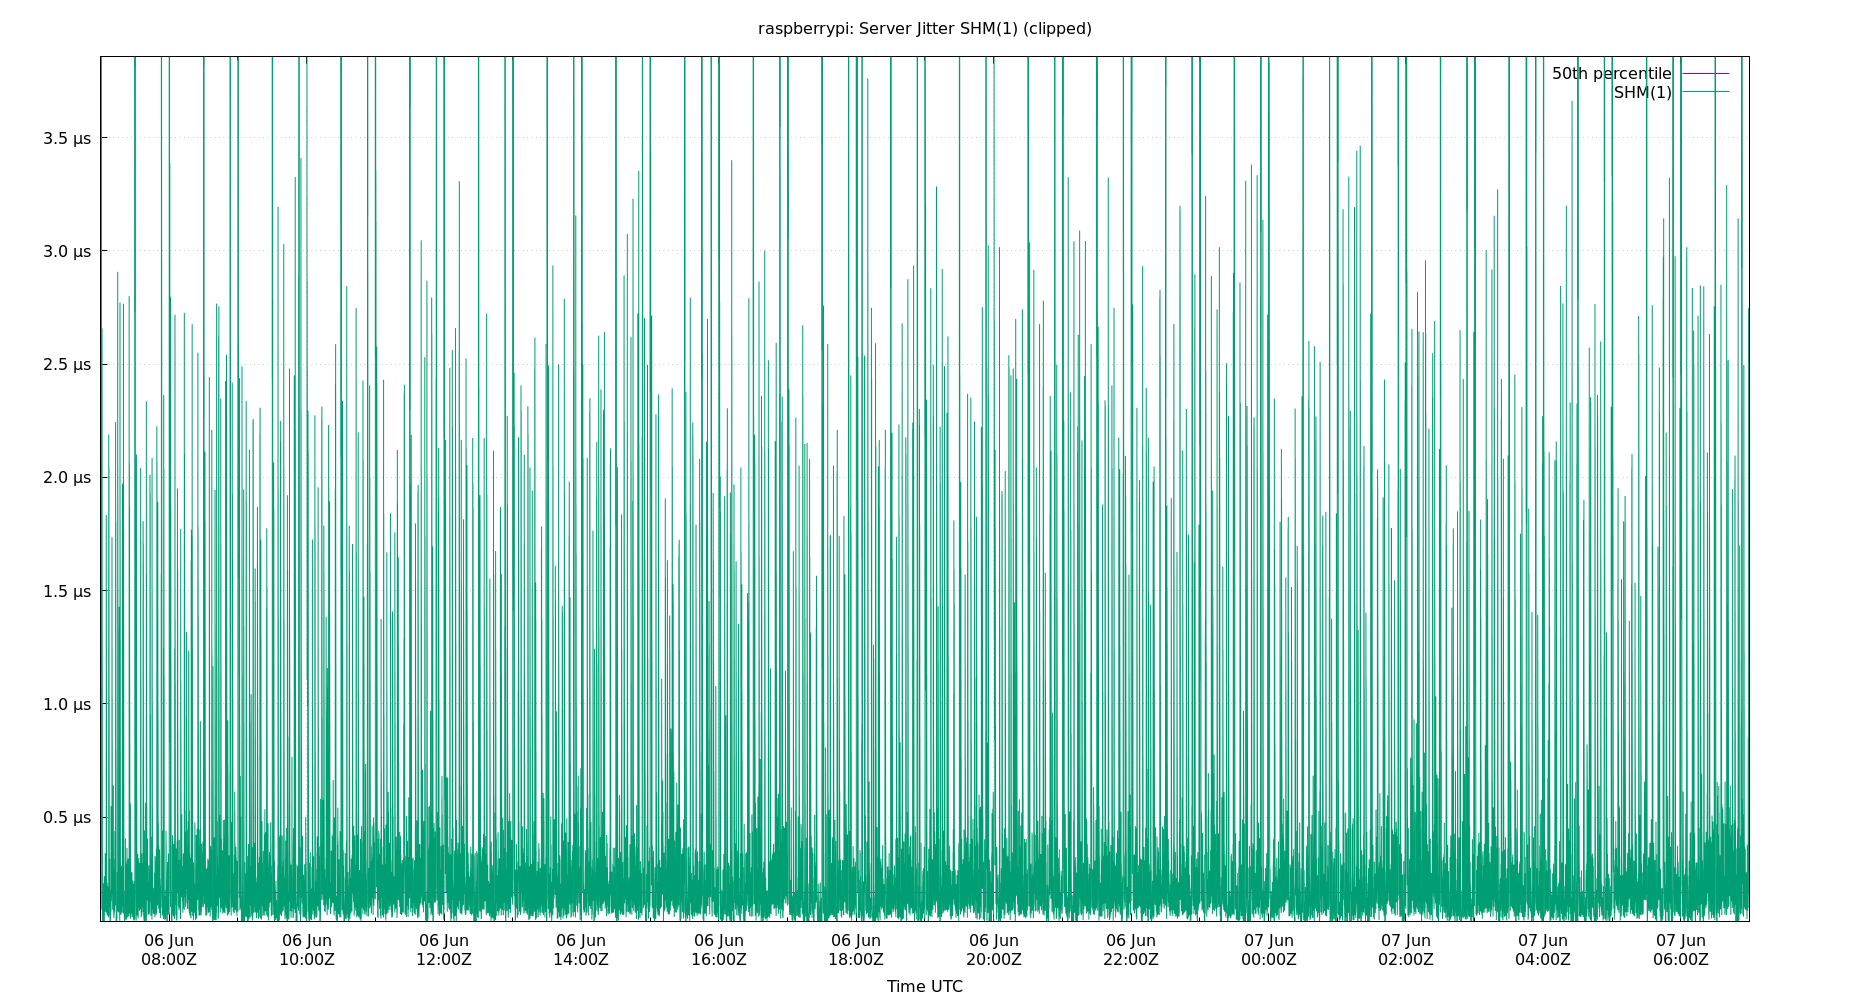 raspberrypi: Server Jitter SHM(1) (clipped)
50th percentile
SHM(1)
3.5 µs
3.0 µs
2.5 µs
2.0 µs
1.5 µs
1.0 µs
0.5 µs
06 Jun 06 Jun 06 Jun 06 Jun 06 Jun 06 Jun 06 Jun 06 Jun 07 Jun 07 Jun 07 Jun 07 Jun
08:00Z 10:00Z 12:00Z 14:00Z 16:00Z 18:00Z 20:00Z 22:00Z 00:00Z 02:00Z 04:00Z 06:00Z
Time UTC